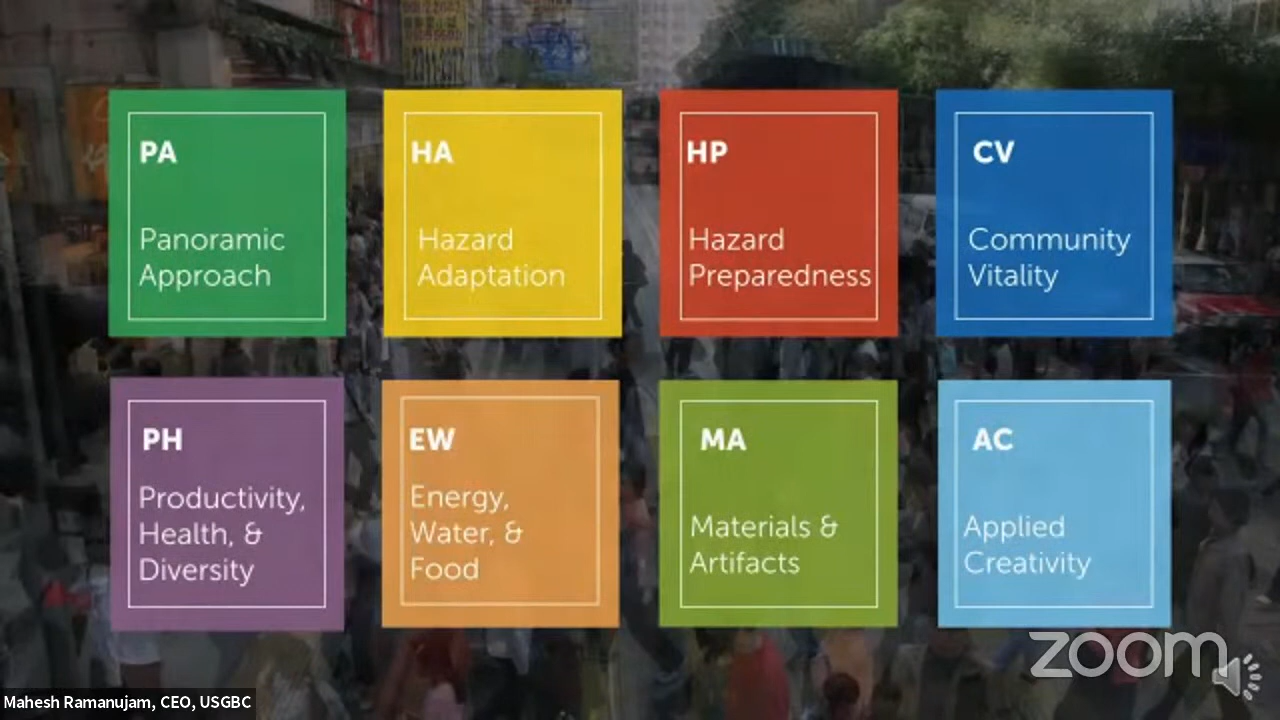 PA
Panoramic
Approach
HA
Hazard
Adaptation
HP
Hazard
Preparedness
CV
Community
Vitality
PH
Productivity,
Health, &
Diversity
EW
Energy,
Water, &
Food
MA
Materials &
Artifacts
AC
Applied
Creativity
zoom
Mahesh Ramanujam, CEO, USGBC